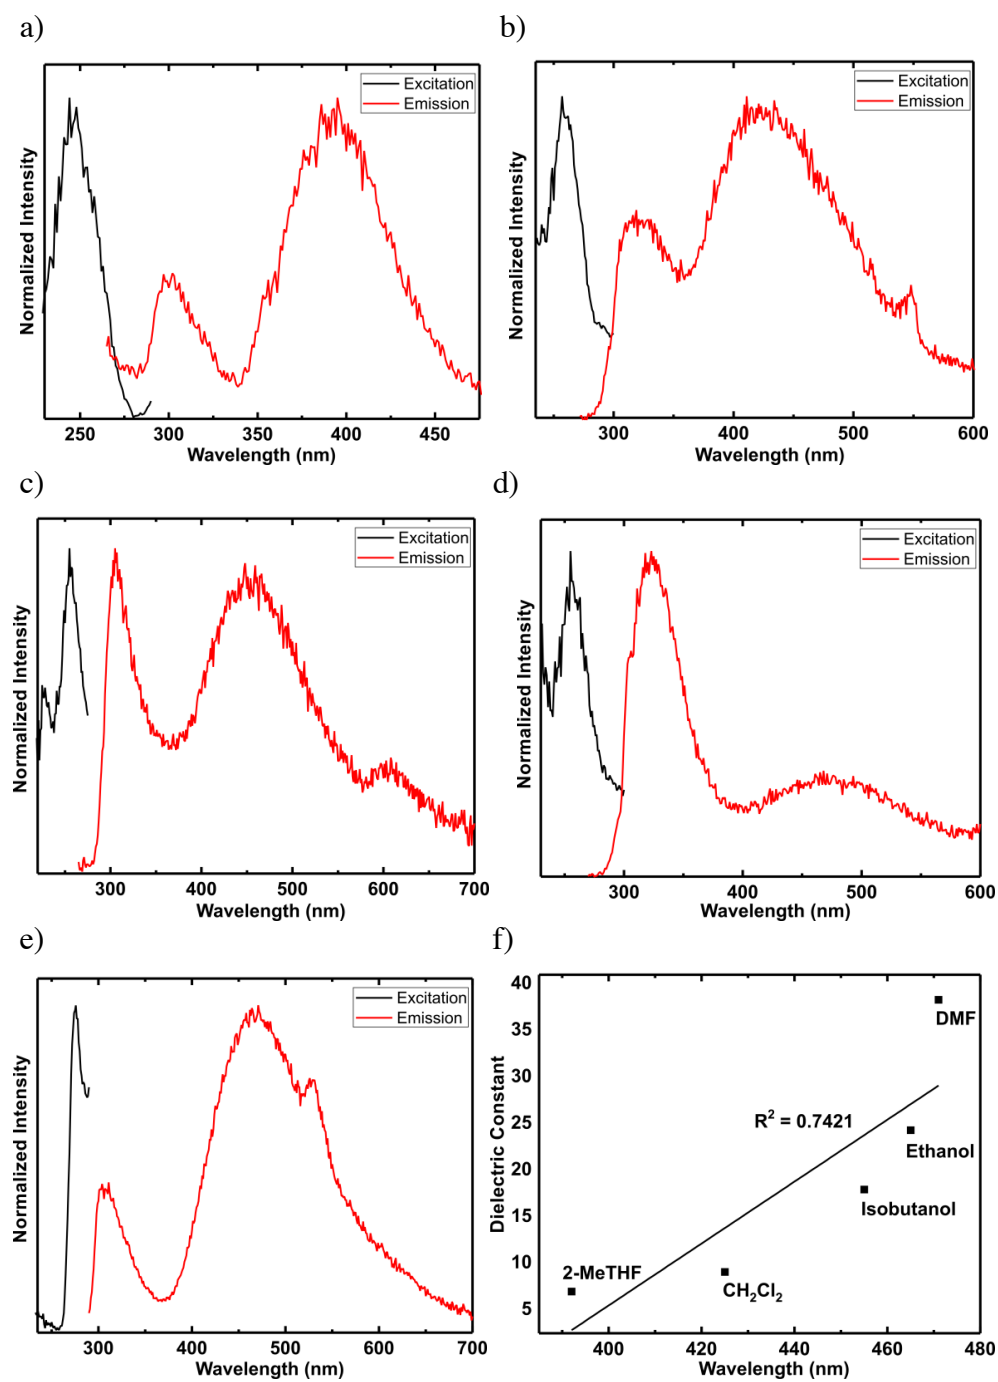 a)
Excitation
Emission
Normalized Intensity
250 300 350 400 450
Wavelength (nm)
b)
Excitation
Emission
Normalized Intensity
300 400 500 600
Wavelength (nm)
c)
Excitation
Emission
Normalized Intensity
300 400 500 600 700
Wavelength (nm)
d)
Excitation
Emission
Normalized Intensity
300 400 500 600
Wavelength (nm)
e)
Excitation
Emission
Normalized Intensity
300 400 500 600 700
Wavelength (nm)
f)
40
35
30
25
20
15
10
5
Dielectric Constant
DMF
R² = 0.7421
Ethanol
Isobutanol
2-MeTHF
CH₂Cl₂
400 420 440 460 480
Wavelength (nm)